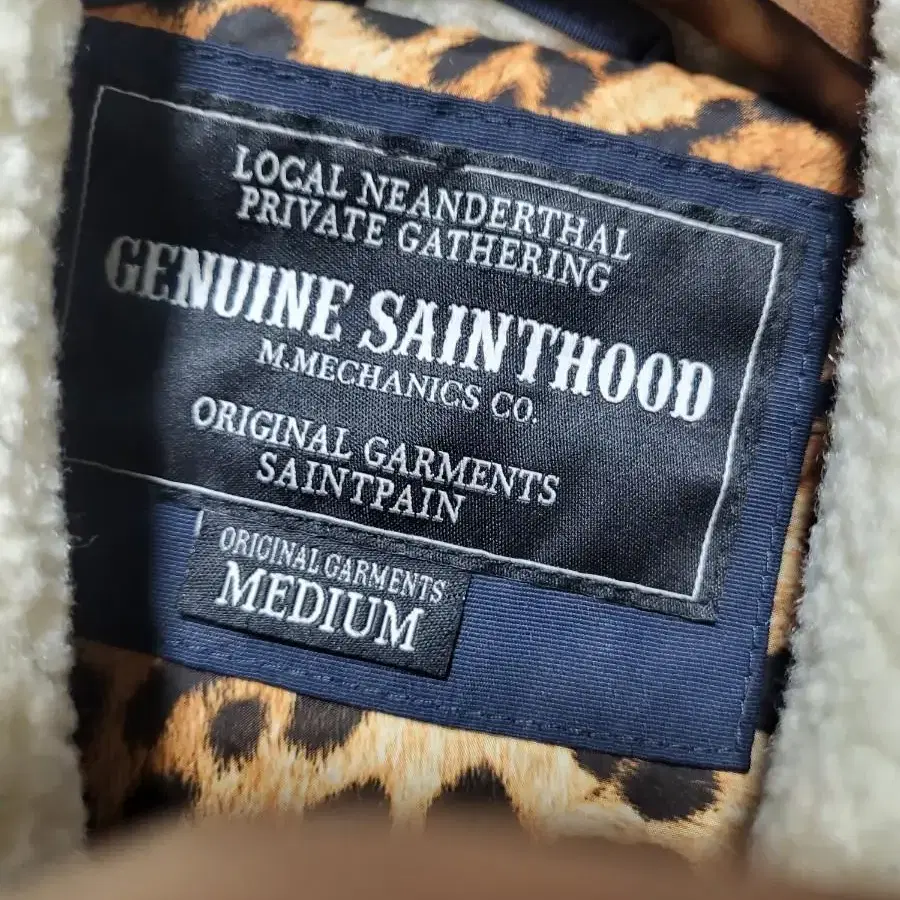 LOCAL NEANDERTHAL
PRIVATE GATHERING
GENUINE SAINTHOOD
M.MECHANICS CO.
ORIGINAL GARMENTS
SAINTPAIN
ORIGINAL GARMENTS
MEDIUM